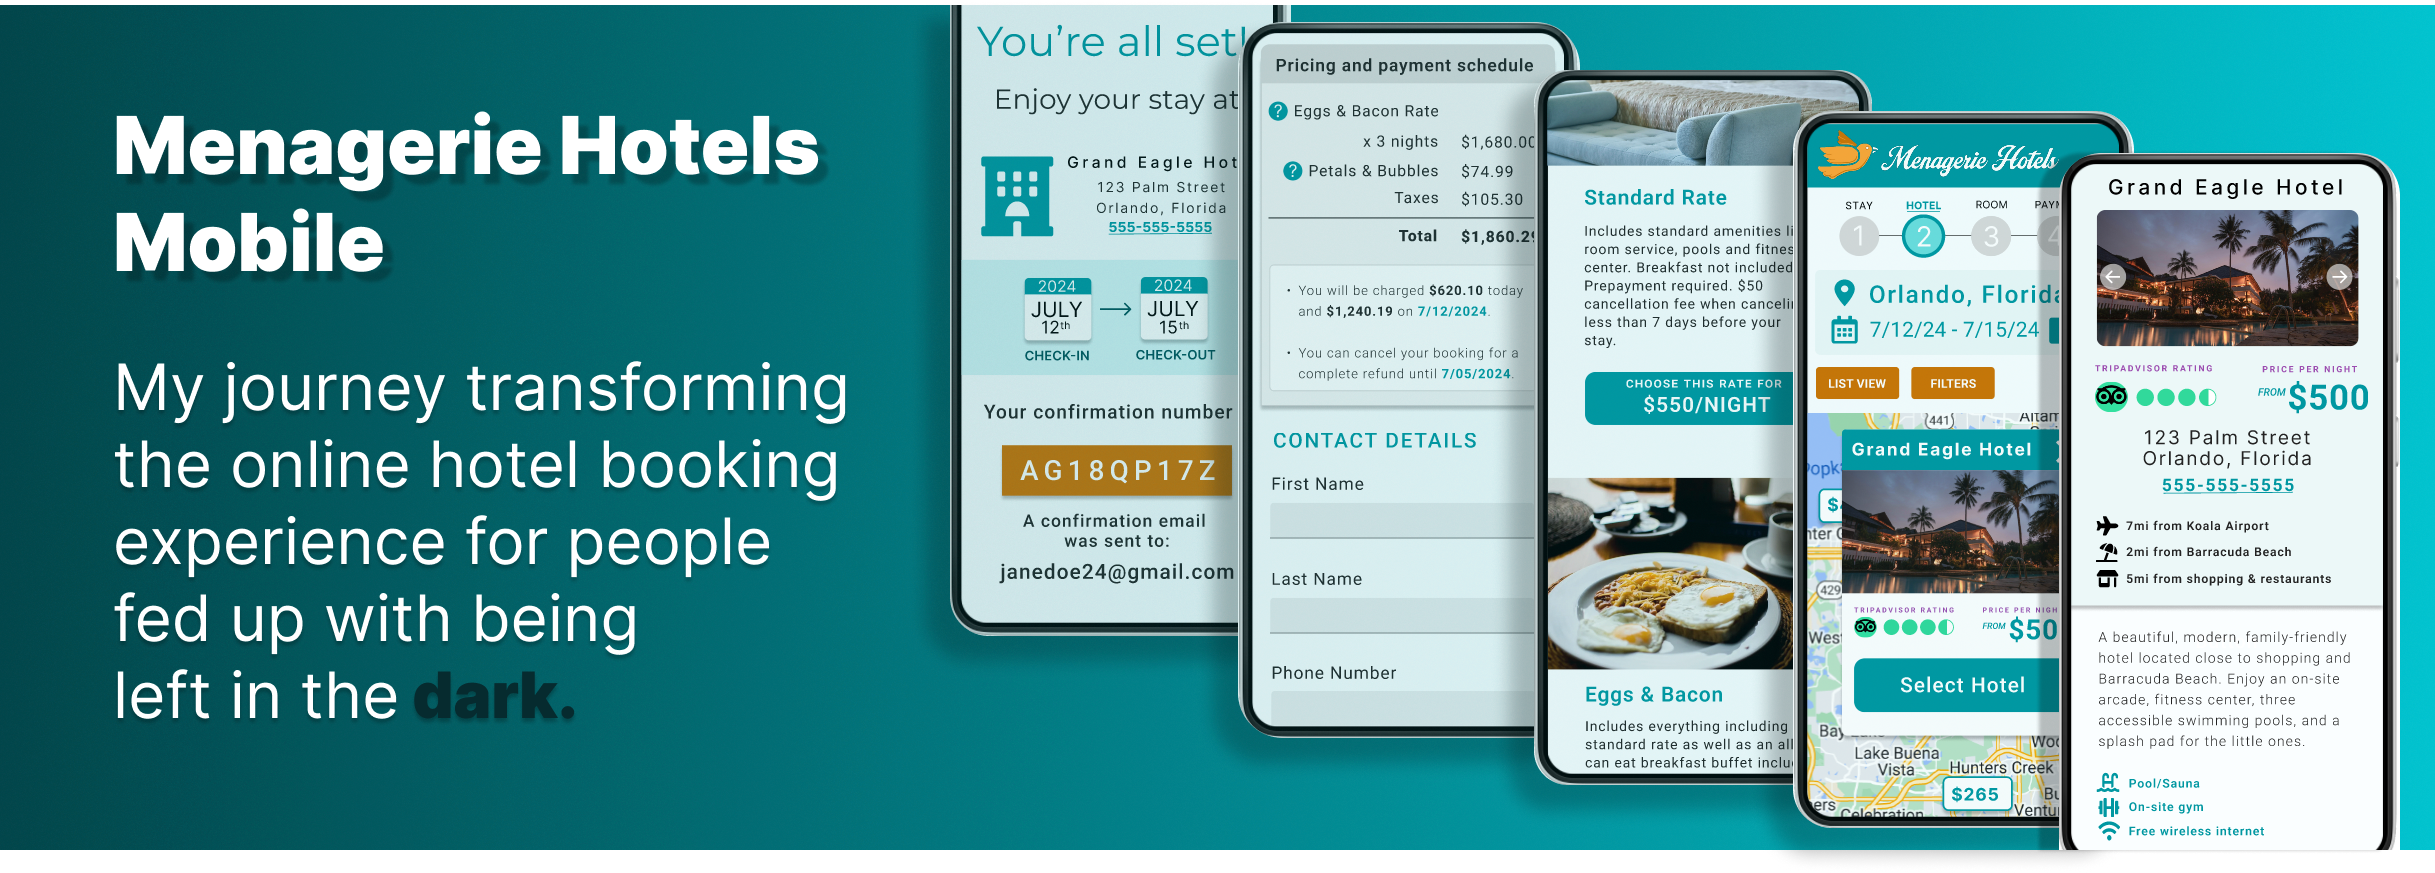 Menagerie Hotels
Mobile
My journey transforming
the online hotel booking
experience for people
fed up with being
left in the dark.
You're all set!
Enjoy your stay at
Grand Eagle Hot
123 Palm Street
Orlando, Florida
555-555-5555
2024
JULY
12th
CHECK-IN
2024
JULY
15th
CHECK-OUT
Your confirmation number
AG18QP17Z
A confirmation email
was sent to:
janedoe24@gmail.com
Pricing and payment schedule
? Eggs & Bacon Rate
x 3 nights $1,680.00
? Petals & Bubbles $74.99
Taxes $105.30
Total $1,860.29
• You will be charged $620.10 today
and $1,240.19 on 7/12/2024.
• You can cancel your booking for a
complete refund until 7/05/2024.
CONTACT DETAILS
First Name
Last Name
Phone Number
Standard Rate
Includes standard amenities li
room service, pools and fitnes
center. Breakfast not included
Prepayment required. $50
cancellation fee when canceli
less than 7 days before your
stay.
CHOOSE THIS RATE FOR
$550/NIGHT
Eggs & Bacon
Includes everything including
standard rate as well as an all
can eat breakfast buffet inclu
Menagerie Hotels
STAY HOTEL ROOM PAYM
1 2 3 4
Orlando, Florida
7/12/24 - 7/15/24
LIST VIEW FILTERS
441
Altam
Grand Eagle Hotel
429
TRIPADVISOR RATING PRICE PER NIGH
FROM $50
West
Select Hotel
Bay Lake
Lake Buena
Vista
Hunters Creek
$265
Celebration
Grand Eagle Hotel
TRIPADVISOR RATING PRICE PER NIGHT
FROM $500
123 Palm Street
Orlando, Florida
555-555-5555
7mi from Koala Airport
2mi from Barracuda Beach
5mi from shopping & restaurants
A beautiful, modern, family-friendly
hotel located close to shopping and
Barracuda Beach. Enjoy an on-site
arcade, fitness center, three
accessible swimming pools, and a
splash pad for the little ones.
Pool/Sauna
On-site gym
Free wireless internet